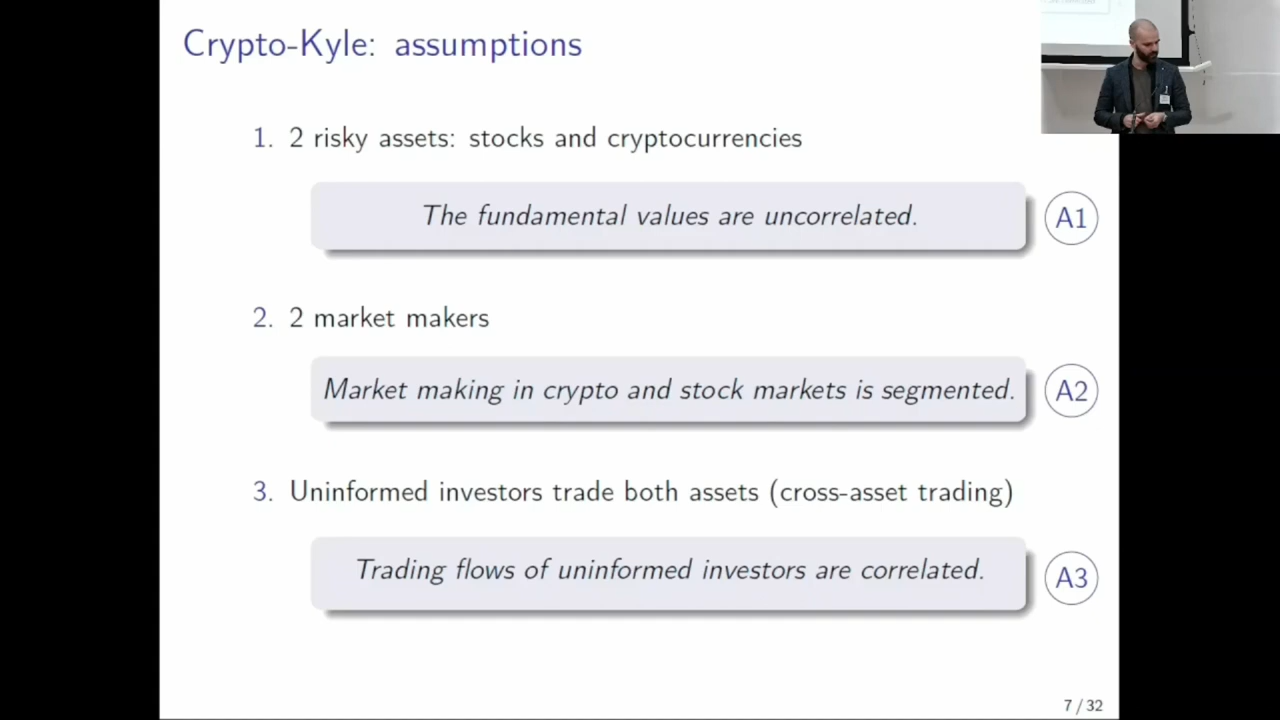 Crypto-Kyle: assumptions
1. 2 risky assets: stocks and cryptocurrencies
The fundamental values are uncorrelated.
A1
2. 2 market makers
Market making in crypto and stock markets is segmented.
A2
3. Uninformed investors trade both assets (cross-asset trading)
Trading flows of uninformed investors are correlated.
A3
7 / 32